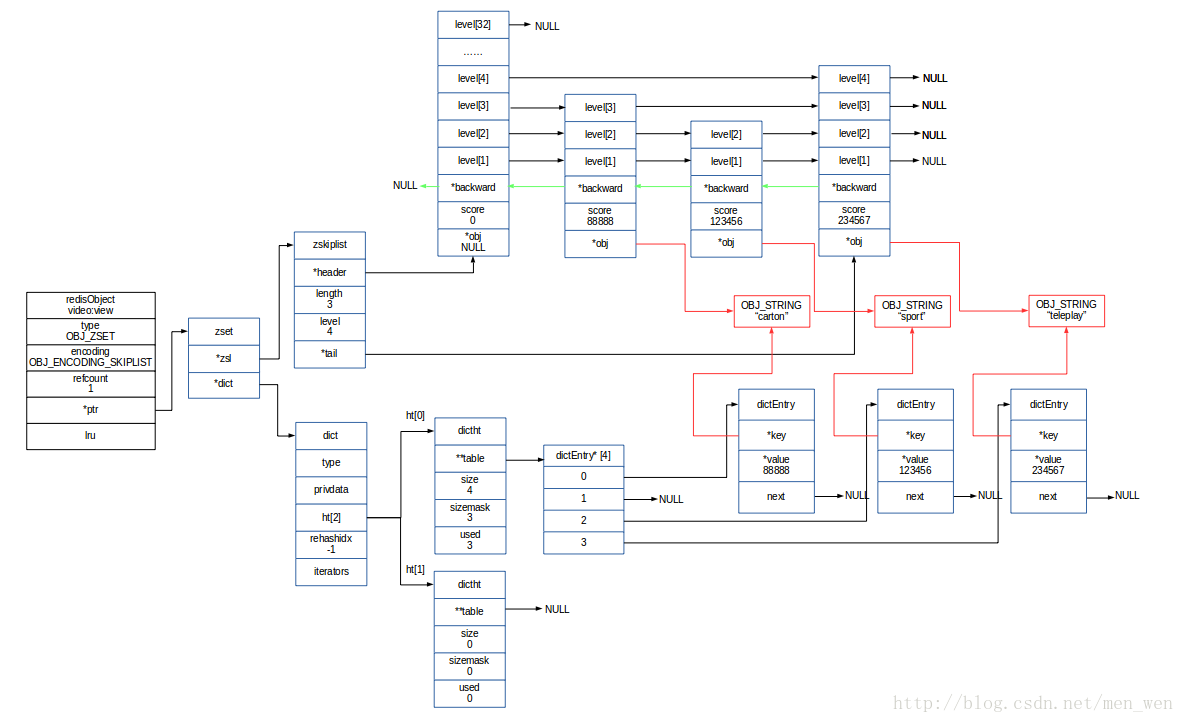 level[32]
NULL
......
level[4]
level[3]
level[2]
level[1]
NULL
*backward
score
0
*obj
NULL
level[3]
level[2]
level[1]
*backward
score
88888
*obj
level[2]
level[1]
*backward
score
123456
*obj
level[4]
NULL
level[3]
NULL
level[2]
NULL
level[1]
NULL
*backward
score
234567
*obj
zskiplist
*header
length
3
level
4
*tail
redisObject
video:view
type
OBJ_ZSET
encoding
OBJ_ENCODING_SKIPLIST
refcount
1
*ptr
lru
zset
*zsl
*dict
OBJ_STRING
“carton”
OBJ_STRING
“sport”
OBJ_STRING
“teleplay”
dict
type
privdata
ht[2]
rehashidx
-1
iterators
ht[0]
dictht
**table
size
4
sizemask
3
used
3
dictEntry* [4]
0
1
NULL
2
3
dictEntry
*key
*value
88888
next
NULL
dictEntry
*key
*value
123456
next
NULL
dictEntry
*key
*value
234567
next
NULL
ht[1]
dictht
**table
NULL
size
0
sizemask
0
used
0
http://blog.csdn.net/men_wen